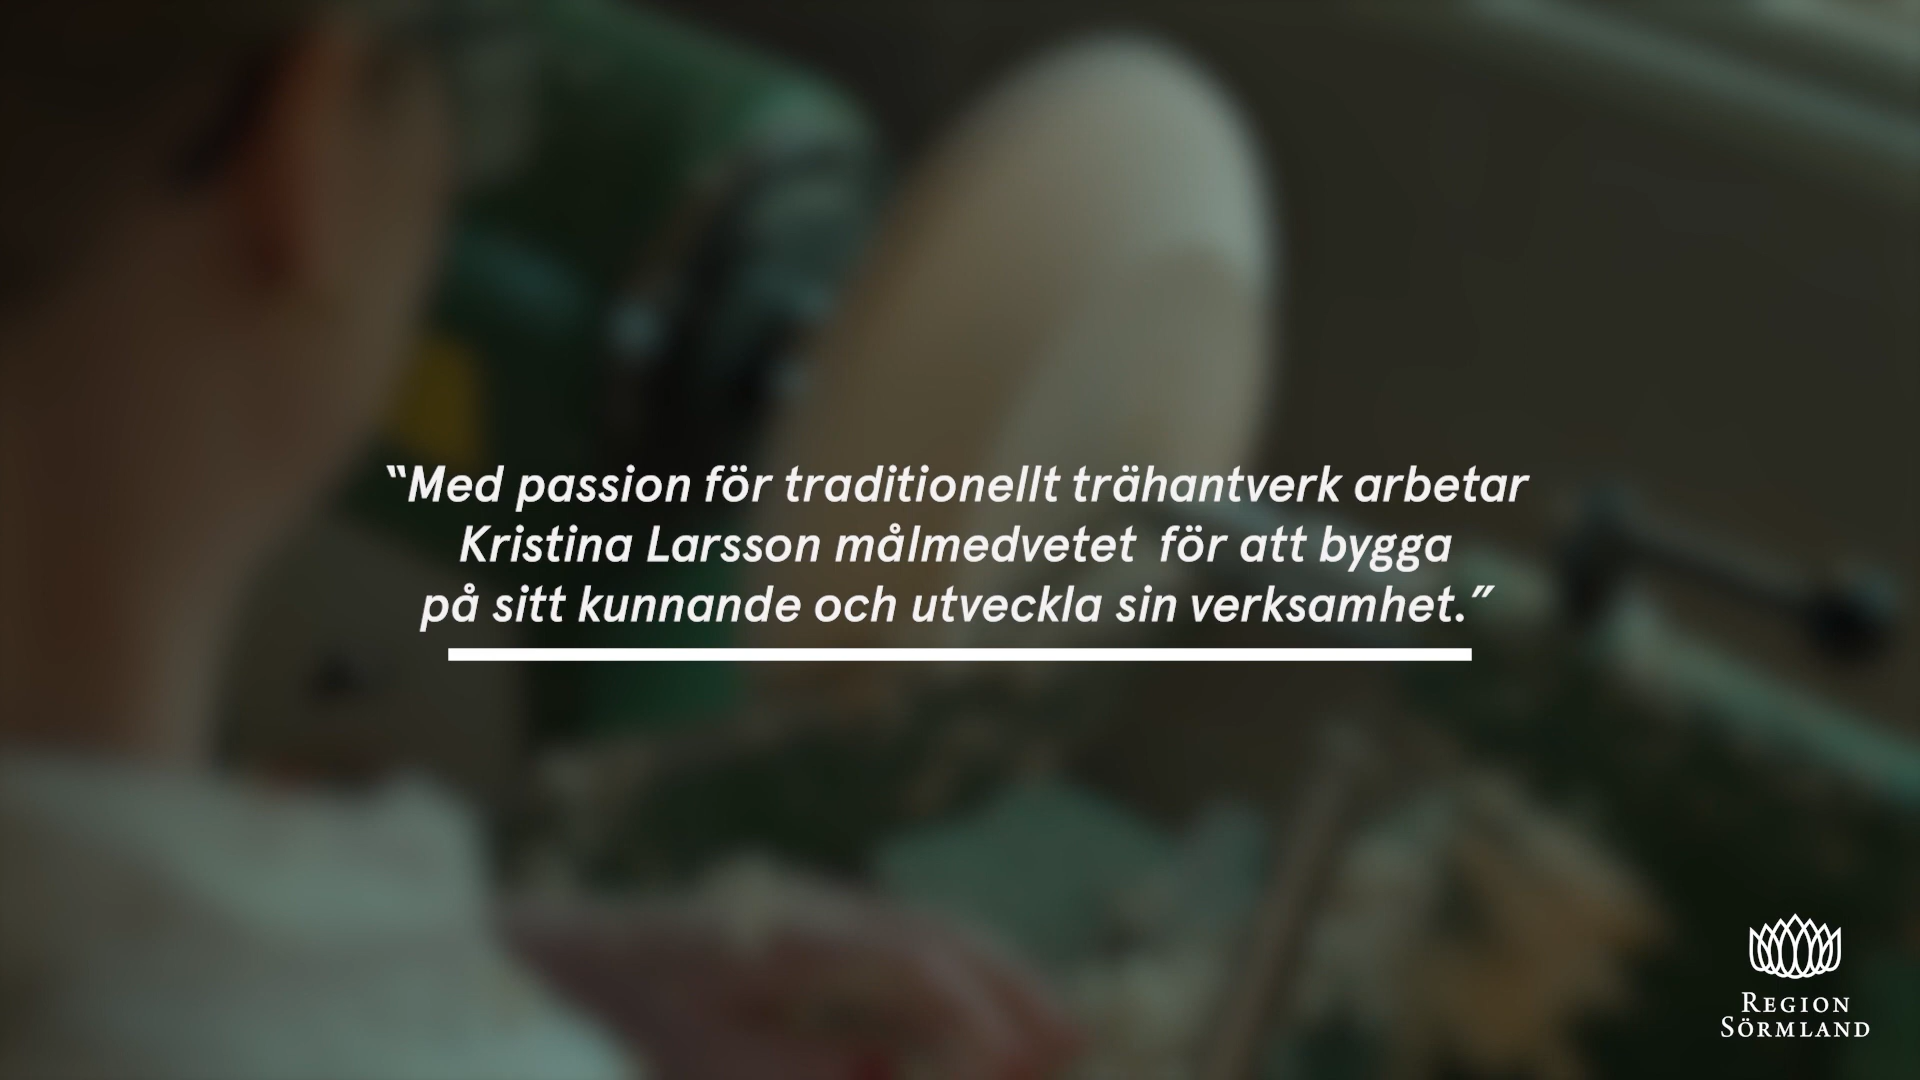 “Med passion för traditionellt trähantverk arbetar
Kristina Larsson målmedvetet  för att bygga
på sitt kunnande och utveckla sin verksamhet.”
REGION
SÖRMLAND